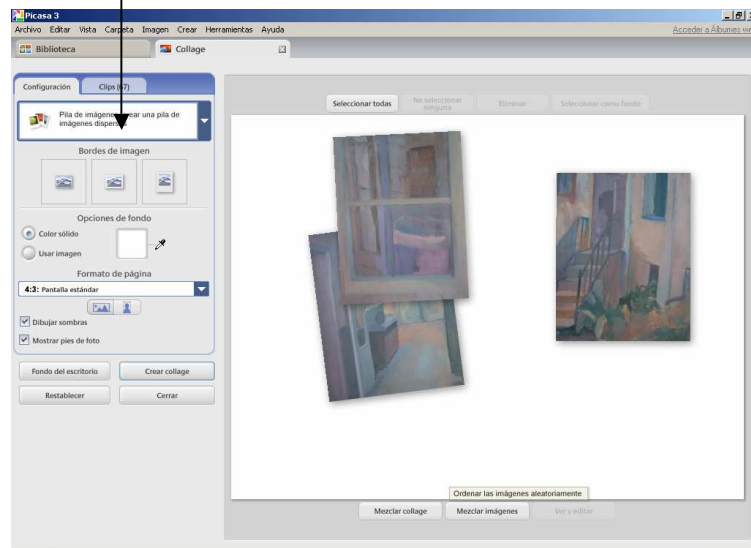 Picasa 3
Archivo Editar Vista Carpeta Imagen Crear Herramientas Ayuda
Acceder a Álbumes
Biblioteca
Collage
Configuración
Clips (67)
Pila de imágenes: crear una pila de
imágenes dispersas
Bordes de imagen
Opciones de fondo
Color sólido
Usar imagen
Formato de página
4:3: Pantalla estándar
Dibujar sombras
Mostrar pies de foto
Fondo del escritorio
Crear collage
Restablecer
Cerrar
Seleccionar todas
No seleccionar
ninguna
Eliminar
Seleccionar como fondo
Ordenar las imágenes aleatoriamente
Mezclar collage
Mezclar imágenes
Ver y editar